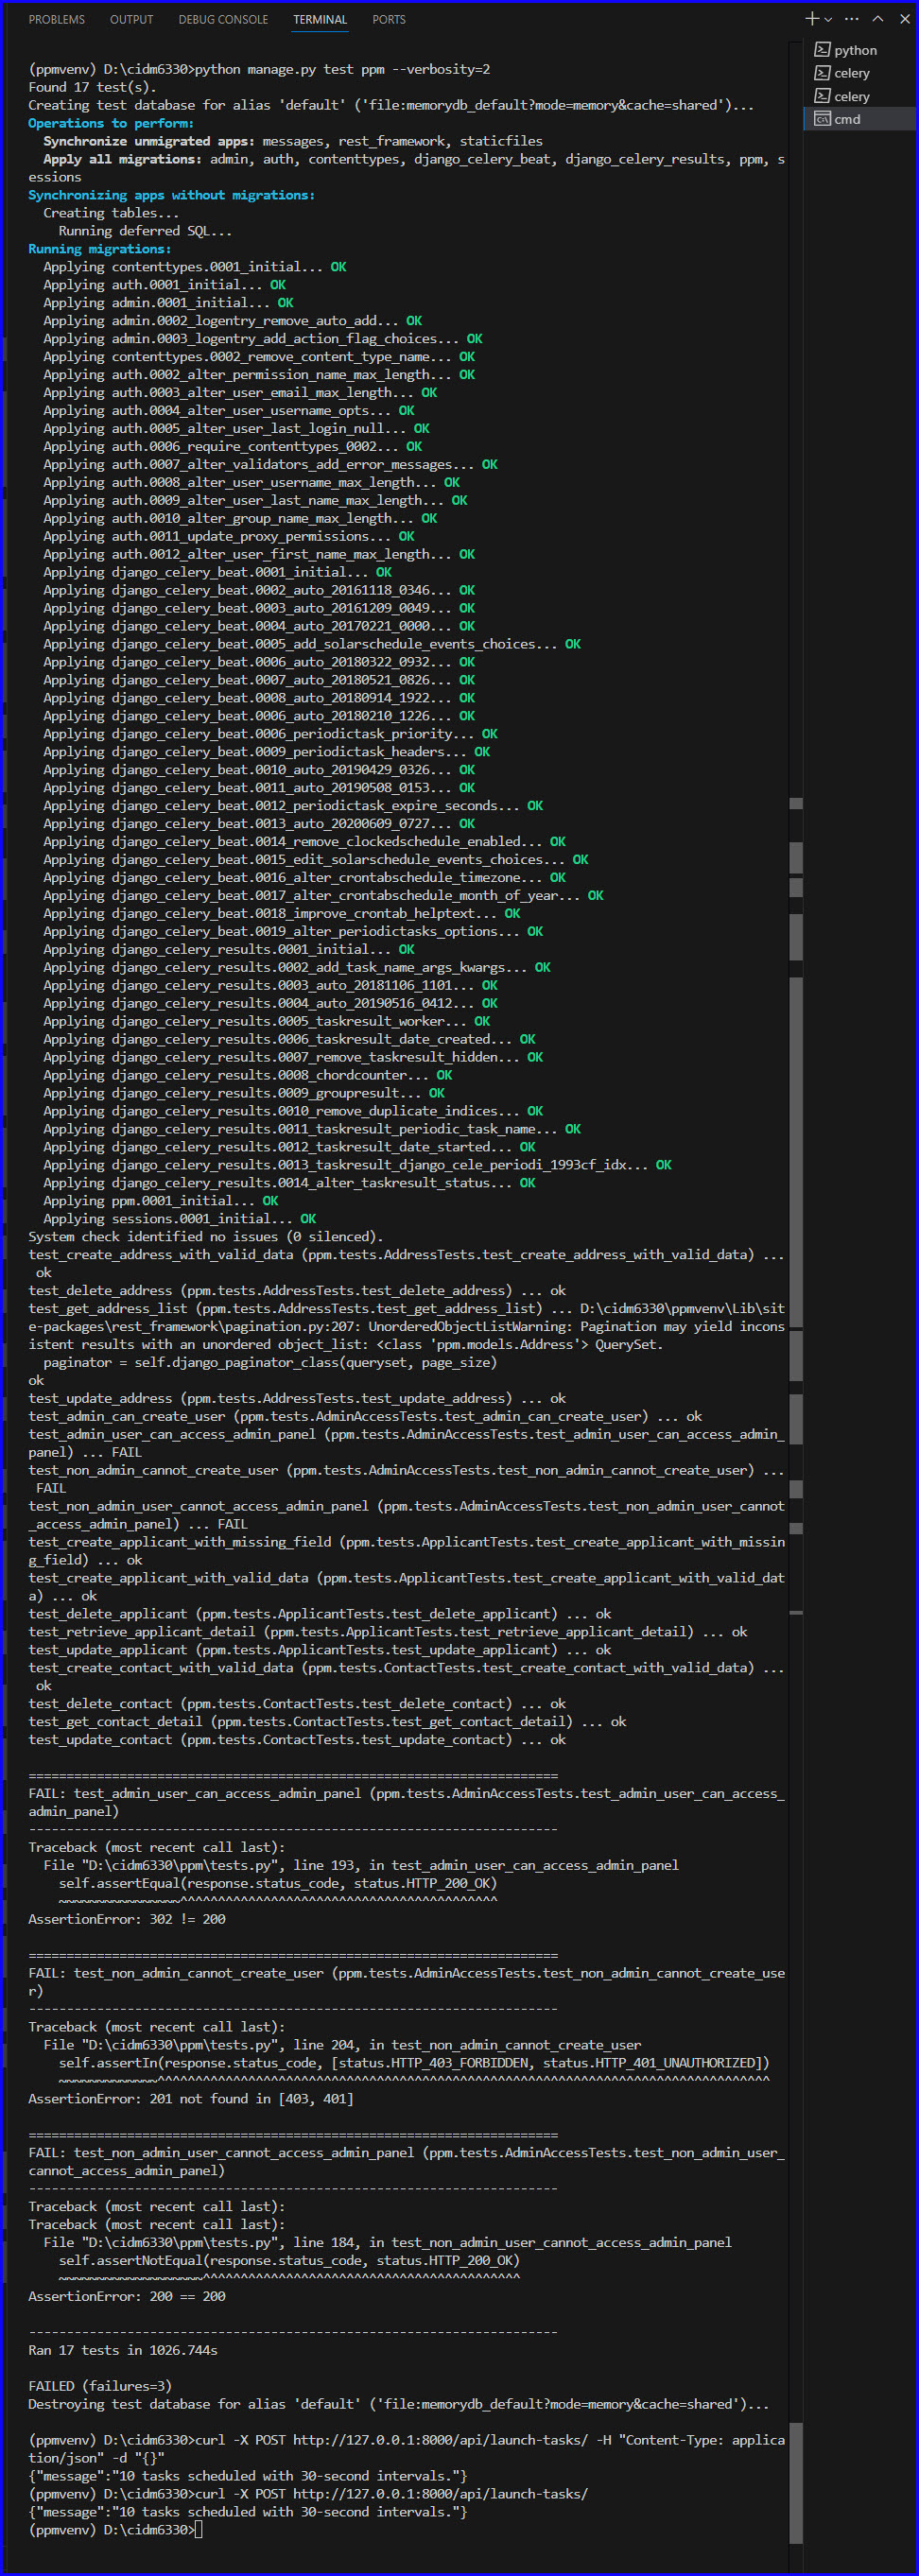 PROBLEMS OUTPUT DEBUG CONSOLE TERMINAL PORTS
python
celery
celery
cmd
(ppmvenv) D:\cidm6330>python manage.py test ppm --verbosity=2
Found 17 test(s).
Creating test database for alias 'default' ('file:memorydb_default?mode=memory&cache=shared')...
Operations to perform:
  Synchronize unmigrated apps: messages, rest_framework, staticfiles
  Apply all migrations: admin, auth, contenttypes, django_celery_beat, django_celery_results, ppm, s
essions
Synchronizing apps without migrations:
  Creating tables...
    Running deferred SQL...
Running migrations:
  Applying contenttypes.0001_initial... OK
  Applying auth.0001_initial... OK
  Applying admin.0001_initial... OK
  Applying admin.0002_logentry_remove_auto_add... OK
  Applying admin.0003_logentry_add_action_flag_choices... OK
  Applying contenttypes.0002_remove_content_type_name... OK
  Applying auth.0002_alter_permission_name_max_length... OK
  Applying auth.0003_alter_user_email_max_length... OK
  Applying auth.0004_alter_user_username_opts... OK
  Applying auth.0005_alter_user_last_login_null... OK
  Applying auth.0006_require_contenttypes_0002... OK
  Applying auth.0007_alter_validators_add_error_messages... OK
  Applying auth.0008_alter_user_username_max_length... OK
  Applying auth.0009_alter_user_last_name_max_length... OK
  Applying auth.0010_alter_group_name_max_length... OK
  Applying auth.0011_update_proxy_permissions... OK
  Applying auth.0012_alter_user_first_name_max_length... OK
  Applying django_celery_beat.0001_initial... OK
  Applying django_celery_beat.0002_auto_20161118_0346... OK
  Applying django_celery_beat.0003_auto_20161209_0049... OK
  Applying django_celery_beat.0004_auto_20170221_0000... OK
  Applying django_celery_beat.0005_add_solarschedule_events_choices... OK
  Applying django_celery_beat.0006_auto_20180322_0932... OK
  Applying django_celery_beat.0007_auto_20180521_0826... OK
  Applying django_celery_beat.0008_auto_20180914_1922... OK
  Applying django_celery_beat.0006_auto_20180210_1226... OK
  Applying django_celery_beat.0006_periodictask_priority... OK
  Applying django_celery_beat.0009_periodictask_headers... OK
  Applying django_celery_beat.0010_auto_20190429_0326... OK
  Applying django_celery_beat.0011_auto_20190508_0153... OK
  Applying django_celery_beat.0012_periodictask_expire_seconds... OK
  Applying django_celery_beat.0013_auto_20200609_0727... OK
  Applying django_celery_beat.0014_remove_clockedschedule_enabled... OK
  Applying django_celery_beat.0015_edit_solarschedule_events_choices... OK
  Applying django_celery_beat.0016_alter_crontabschedule_timezone... OK
  Applying django_celery_beat.0017_alter_crontabschedule_month_of_year... OK
  Applying django_celery_beat.0018_improve_crontab_helptext... OK
  Applying django_celery_beat.0019_alter_periodictasks_options... OK
  Applying django_celery_results.0001_initial... OK
  Applying django_celery_results.0002_add_task_name_args_kwargs... OK
  Applying django_celery_results.0003_auto_20181106_1101... OK
  Applying django_celery_results.0004_auto_20190516_0412... OK
  Applying django_celery_results.0005_taskresult_worker... OK
  Applying django_celery_results.0006_taskresult_date_created... OK
  Applying django_celery_results.0007_remove_taskresult_hidden... OK
  Applying django_celery_results.0008_chordcounter... OK
  Applying django_celery_results.0009_groupresult... OK
  Applying django_celery_results.0010_remove_duplicate_indices... OK
  Applying django_celery_results.0011_taskresult_periodic_task_name... OK
  Applying django_celery_results.0012_taskresult_date_started... OK
  Applying django_celery_results.0013_taskresult_django_cele_periodi_1993cf_idx... OK
  Applying django_celery_results.0014_alter_taskresult_status... OK
  Applying ppm.0001_initial... OK
  Applying sessions.0001_initial... OK
System check identified no issues (0 silenced).
test_create_address_with_valid_data (ppm.tests.AddressTests.test_create_address_with_valid_data) ...
 ok
test_delete_address (ppm.tests.AddressTests.test_delete_address) ... ok
test_get_address_list (ppm.tests.AddressTests.test_get_address_list) ... D:\cidm6330\ppmvenv\Lib\sit
e-packages\rest_framework\pagination.py:207: UnorderedObjectListWarning: Pagination may yield incons
istent results with an unordered object_list: <class 'ppm.models.Address'> QuerySet.
  paginator = self.django_paginator_class(queryset, page_size)
ok
test_update_address (ppm.tests.AddressTests.test_update_address) ... ok
test_admin_can_create_user (ppm.tests.AdminAccessTests.test_admin_can_create_user) ... ok
test_admin_user_can_access_admin_panel (ppm.tests.AdminAccessTests.test_admin_user_can_access_admin_
panel) ... FAIL
test_non_admin_cannot_create_user (ppm.tests.AdminAccessTests.test_non_admin_cannot_create_user) ...
 FAIL
test_non_admin_user_cannot_access_admin_panel (ppm.tests.AdminAccessTests.test_non_admin_user_cannot
_access_admin_panel) ... FAIL
test_create_applicant_with_missing_field (ppm.tests.ApplicantTests.test_create_applicant_with_missin
g_field) ... ok
test_create_applicant_with_valid_data (ppm.tests.ApplicantTests.test_create_applicant_with_valid_dat
a) ... ok
test_delete_applicant (ppm.tests.ApplicantTests.test_delete_applicant) ... ok
test_retrieve_applicant_detail (ppm.tests.ApplicantTests.test_retrieve_applicant_detail) ... ok
test_update_applicant (ppm.tests.ApplicantTests.test_update_applicant) ... ok
test_create_contact_with_valid_data (ppm.tests.ContactTests.test_create_contact_with_valid_data) ...
 ok
test_delete_contact (ppm.tests.ContactTests.test_delete_contact) ... ok
test_get_contact_detail (ppm.tests.ContactTests.test_get_contact_detail) ... ok
test_update_contact (ppm.tests.ContactTests.test_update_contact) ... ok
======================================================================
FAIL: test_admin_user_can_access_admin_panel (ppm.tests.AdminAccessTests.test_admin_user_can_access_
admin_panel)
----------------------------------------------------------------------
Traceback (most recent call last):
  File "D:\cidm6330\ppm\tests.py", line 193, in test_admin_user_can_access_admin_panel
    self.assertEqual(response.status_code, status.HTTP_200_OK)
    ~~~~~~~~~~~~~~~~^^^^^^^^^^^^^^^^^^^^^^^^^^^^^^^^^^^^^^^^^^
AssertionError: 302 != 200
======================================================================
FAIL: test_non_admin_cannot_create_user (ppm.tests.AdminAccessTests.test_non_admin_cannot_create_use
r)
----------------------------------------------------------------------
Traceback (most recent call last):
  File "D:\cidm6330\ppm\tests.py", line 204, in test_non_admin_cannot_create_user
    self.assertIn(response.status_code, [status.HTTP_403_FORBIDDEN, status.HTTP_401_UNAUTHORIZED])
    ~~~~~~~~~~~~~^^^^^^^^^^^^^^^^^^^^^^^^^^^^^^^^^^^^^^^^^^^^^^^^^^^^^^^^^^^^^^^^^^^^^^^^^^^^^^^^^
AssertionError: 201 not found in [403, 401]
======================================================================
FAIL: test_non_admin_user_cannot_access_admin_panel (ppm.tests.AdminAccessTests.test_non_admin_user_
cannot_access_admin_panel)
----------------------------------------------------------------------
Traceback (most recent call last):
Traceback (most recent call last):
  File "D:\cidm6330\ppm\tests.py", line 184, in test_non_admin_user_cannot_access_admin_panel
    self.assertNotEqual(response.status_code, status.HTTP_200_OK)
    ~~~~~~~~~~~~~~~~~~~^^^^^^^^^^^^^^^^^^^^^^^^^^^^^^^^^^^^^^^^^^
AssertionError: 200 == 200
----------------------------------------------------------------------
Ran 17 tests in 1026.744s
FAILED (failures=3)
Destroying test database for alias 'default' ('file:memorydb_default?mode=memory&cache=shared')...
(ppmvenv) D:\cidm6330>curl -X POST http://127.0.0.1:8000/api/launch-tasks/ -H "Content-Type: applica
tion/json" -d "{}"
{"message":"10 tasks scheduled with 30-second intervals."}
(ppmvenv) D:\cidm6330>curl -X POST http://127.0.0.1:8000/api/launch-tasks/
{"message":"10 tasks scheduled with 30-second intervals."}
(ppmvenv) D:\cidm6330>